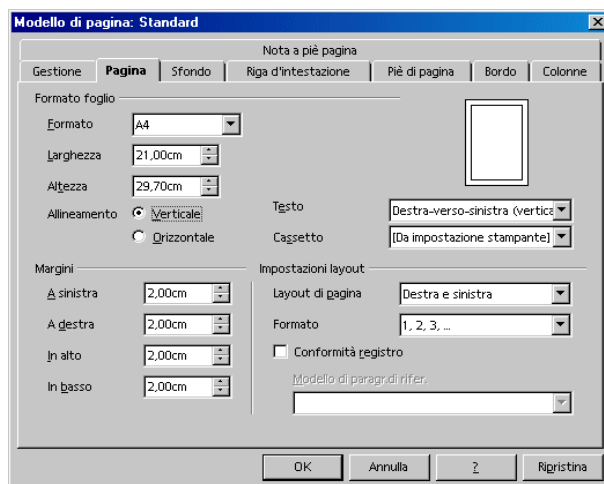 Modello di pagina: Standard
Nota a piè pagina
Gestione Pagina Sfondo Riga d'intestazione Piè di pagina Bordo Colonne
Formato foglio
Formato A4
Larghezza 21,00cm
Altezza 29,70cm
Testo Destra-verso-sinistra (vertica
Allineamento Verticale
Orizzontale Cassetto [Da impostazione stampante]
Margini Impostazioni layout
A sinistra 2,00cm Layout di pagina Destra e sinistra
A destra 2,00cm Formato 1, 2, 3, ...
In alto 2,00cm Conformità registro
Modello di paragr.di rifer.
In basso 2,00cm
OK Annulla ? Ripristina